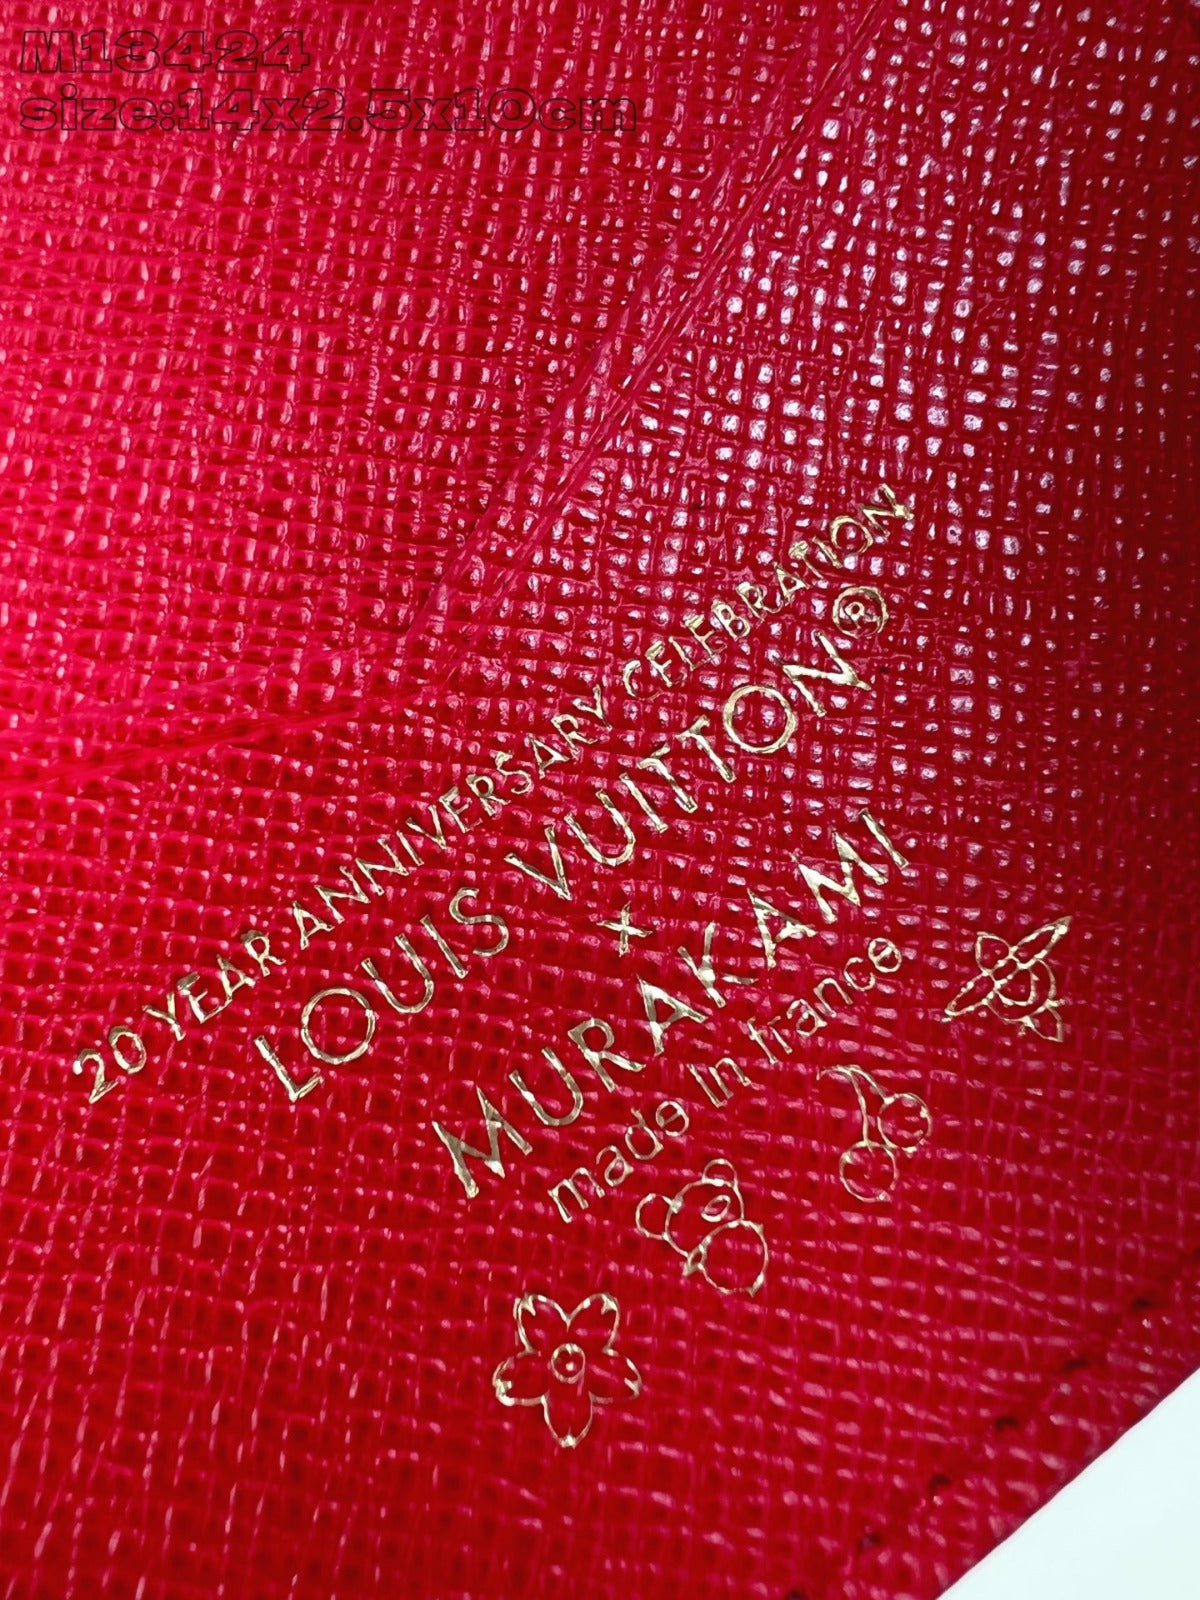 M13424
size:14x2.5x10cm
20 YEAR ANNIVERSARY CELEBRATION
LOUIS VUITTON®
x
MURAKAMI
made in france